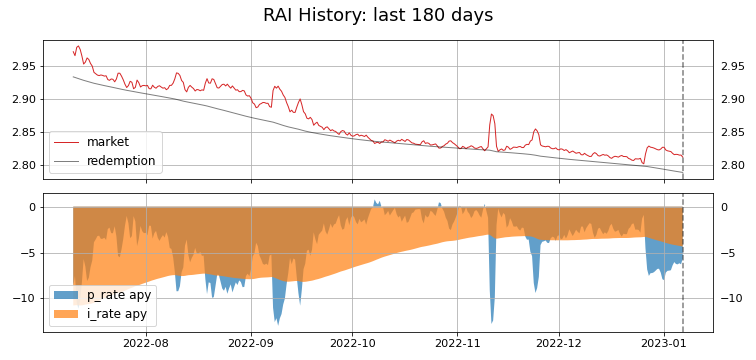 RAI History: last 180 days
2.95 2.95
2.90 2.90
2.85 2.85
2.80 2.80
market
redemption
0 0
−5 −5
−10 −10
p_rate apy
i_rate apy
2022-08 2022-09 2022-10 2022-11 2022-12 2023-01